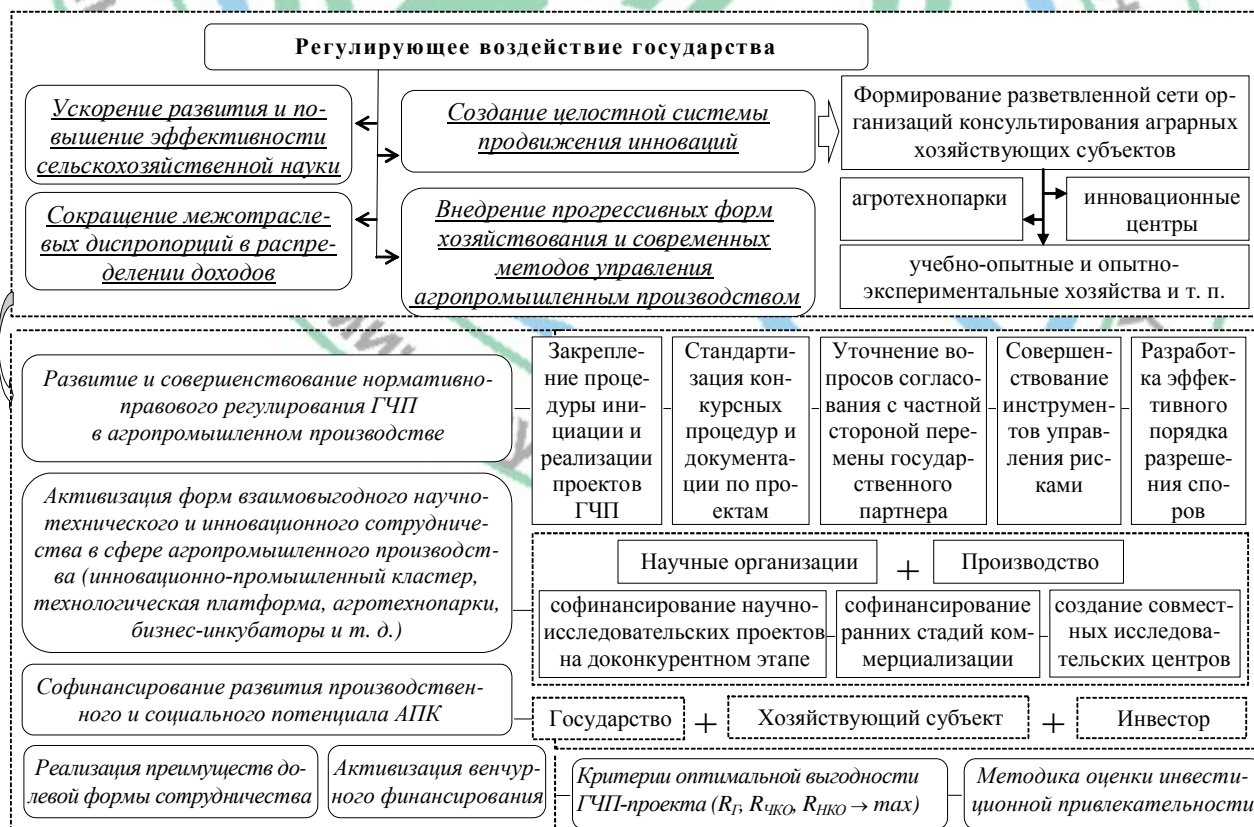 Регулирующее воздействие государства
Ускорение развития и по-
вышение эффективности
сельскохозяйственной науки
Создание целостной системы
продвижения инноваций
Формирование разветвленной сети ор-
ганизаций консультирования аграрных
хозяйствующих субъектов
Сокращение межотрасле-
вых диспропорций в распре-
делении доходов
Внедрение прогрессивных форм
хозяйствования и современных
методов управления
агропромышленным производством
агротехнопарки
инновационные
центры
учебно-опытные и опытно-
экспериментальные хозяйства и т. п.
Развитие и совершенствование нормативно-
правового регулирования ГЧП
в агропромышленном производстве
Закрепле-
ние проце-
дуры ини-
циации и
реализации
проектов
ГЧП
Стандарти-
зация кон-
курсных
процедур и
документа-
ции по про-
ектам
Уточнение во-
просов согласо-
вания с частной
стороной пере-
мены государ-
ственного
партнера
Совершен-
ствование
инструмен-
тов управ-
ления рис-
ками
Разработ-
ка эффек-
тивного
порядка
разреше-
ния спо-
ров
Активизация форм взаимовыгодного научно-
технического и инновационного сотрудниче-
ства в сфере агропромышленного производст-
ва (инновационно-промышленный кластер,
технологическая платформа, агротехнопарки,
бизнес-инкубаторы и т. д.)
Научные организации + Производство
софинансирование научно-
исследовательских проектов
на доконкурентном этапе
софинансирование
ранних стадий ком-
мерциализации
создание совмест-
ных исследова-
тельских центров
Софинансирование развития производствен-
ного и социального потенциала АПК
Государство + Хозяйствующий субъект + Инвестор
Реализация преимуществ до-
левой формы сотрудничества
Активизация венчур-
ного финансирования
Критерии оптимальной выгодности
ГЧП-проекта (RГ, RЧКО, RНКО → max)
Методика оценки инвести-
ционной привлекательности